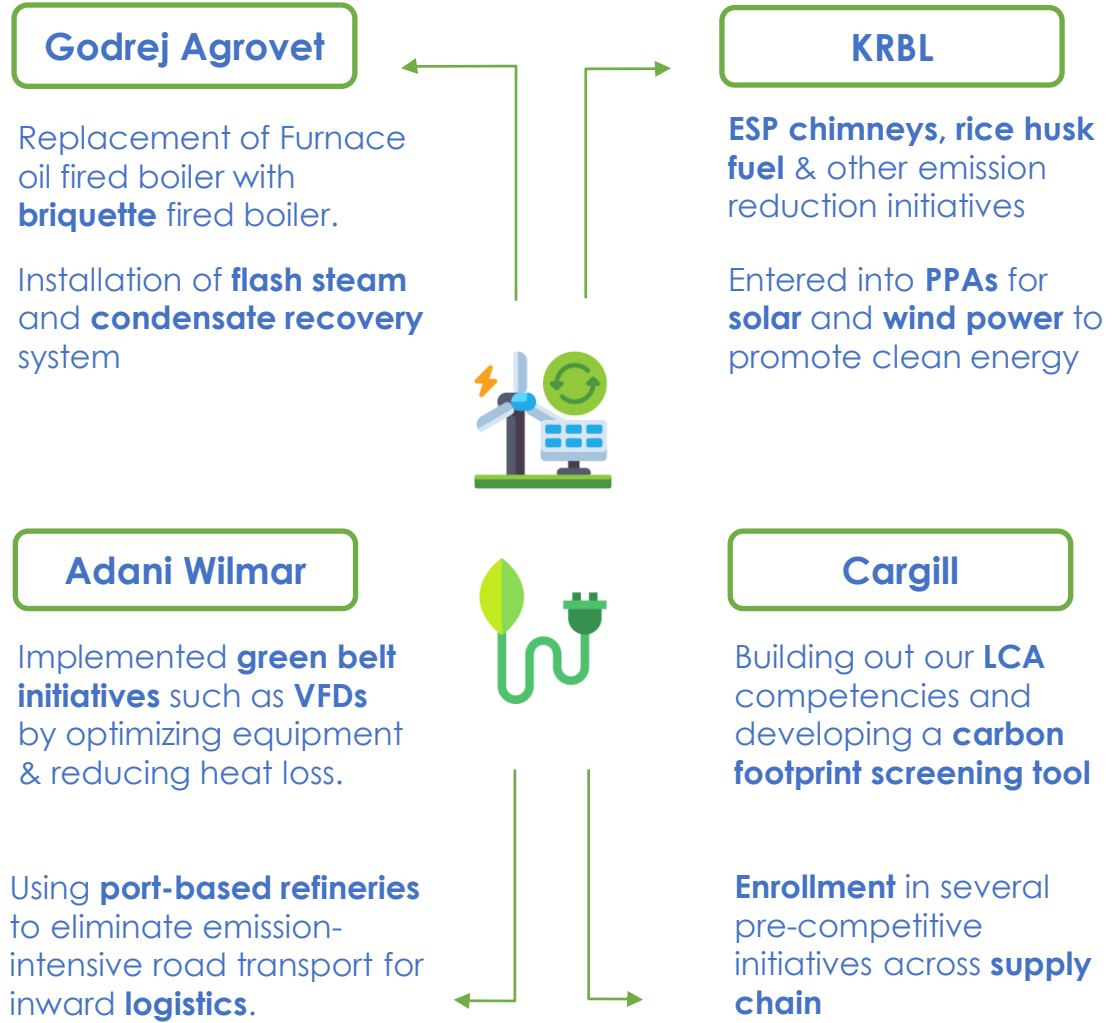 Godrej Agrovet
Replacement of Furnace
oil fired boiler with
briquette fired boiler.
Installation of flash steam
and condensate recovery
system
KRBL
ESP chimneys, rice husk
fuel & other emission
reduction initiatives
Entered into PPAs for
solar and wind power to
promote clean energy
Adani Wilmar
Implemented green belt
initiatives such as VFDs
by optimizing equipment
& reducing heat loss.
Using port-based refineries
to eliminate emission-
intensive road transport for
inward logistics.
Cargill
Building out our LCA
competencies and
developing a carbon
footprint screening tool
Enrollment in several
pre-competitive
initiatives across supply
chain